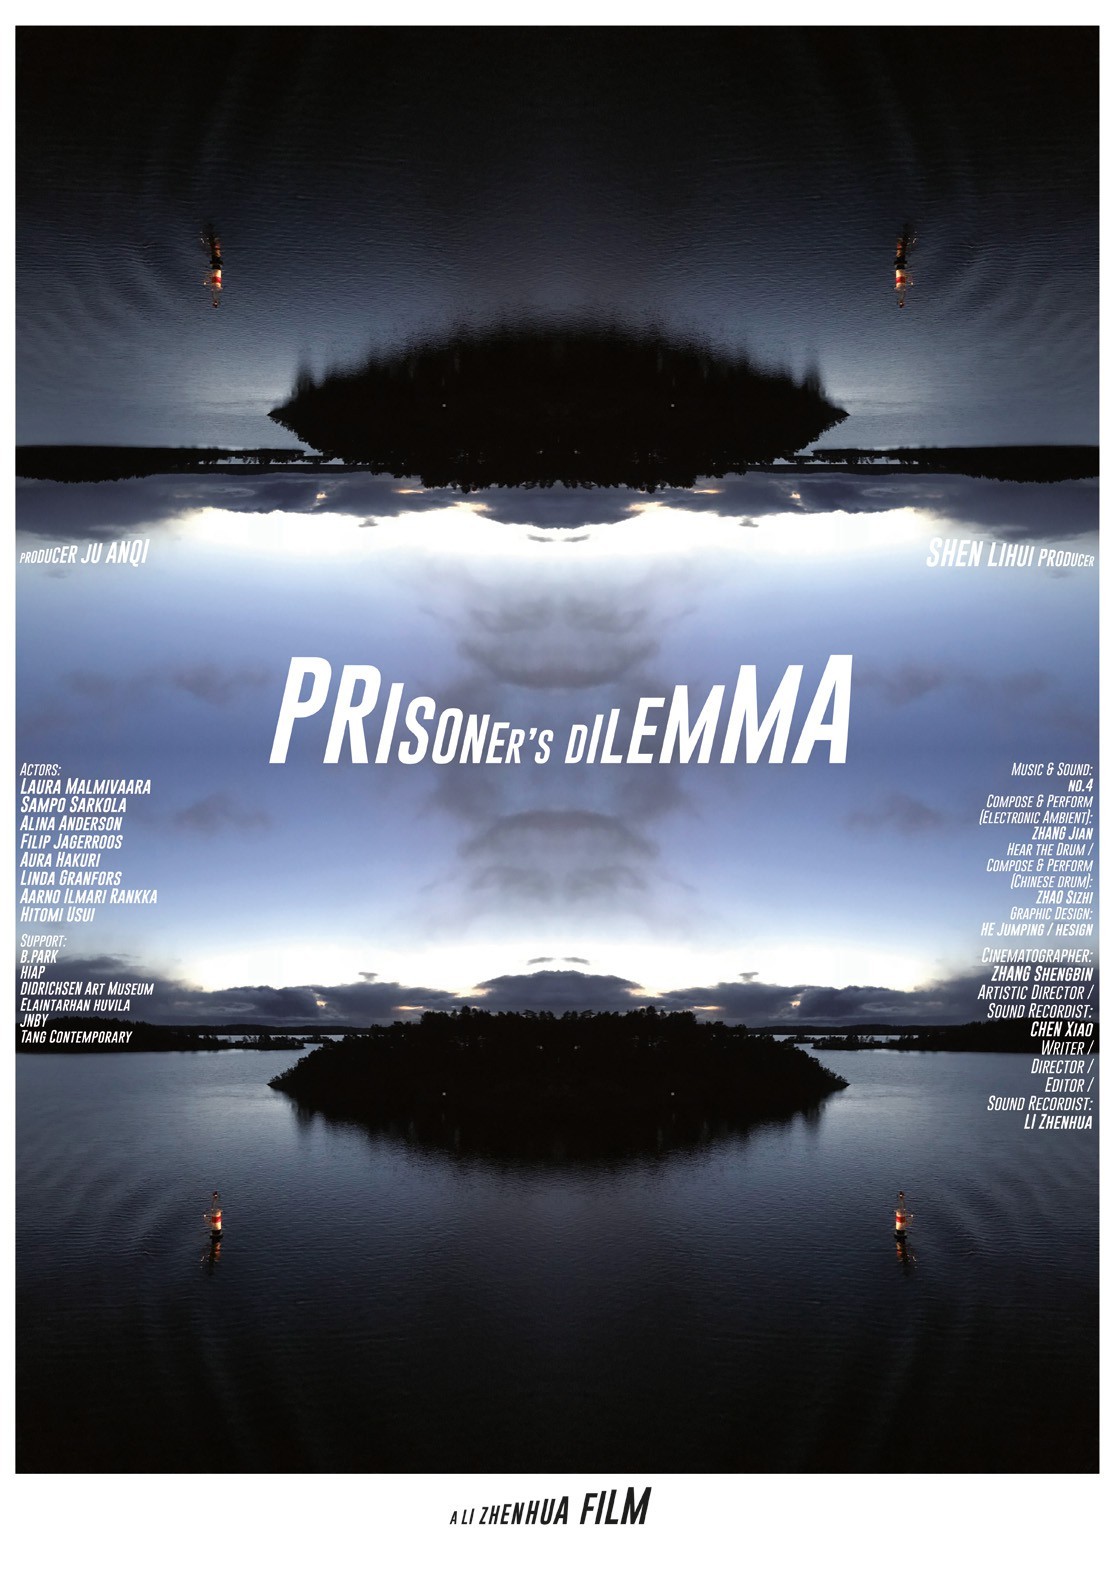 PRODUCER JU ANQI
SHEN LIHUI PRODUCER
PRISONER'S DILEMMA
ACTORS:
LAURA MALMIVAARA
SAMPO SARKOLA
ALINA ANDERSON
FILIP JAGERROOS
AURA HAKURI
LINDA GRANFORS
AARNO ILMARI RANKKA
HITOMI USUI
SUPPORT:
B.PARK
HIAP
DIDRICHSEN ART MUSEUM
ELAINTARHAN HUVILA
JNBY
TANG CONTEMPORARY
MUSIC & SOUND:
NO.4
COMPOSE & PERFORM
(ELECTRONIC AMBIENT):
ZHANG JIAN
HEAR THE DRUM /
COMPOSE & PERFORM
(CHINESE DRUM):
ZHAO SIZHI
GRAPHIC DESIGN:
HE JUMPING / HESIGN
CINEMATOGRAPHER:
ZHANG SHENGBIN
ARTISTIC DIRECTOR /
SOUND RECORDIST:
CHEN XIAO
WRITER /
DIRECTOR /
EDITOR /
SOUND RECORDIST:
LI ZHENHUA
A LI ZHENHUA FILM